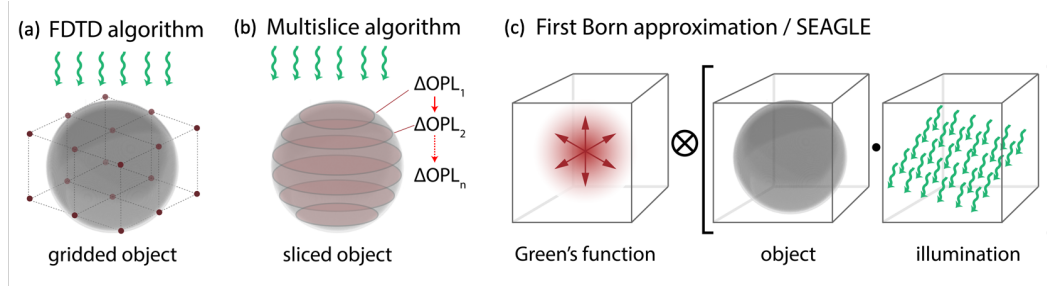 (a) FDTD algorithm
(b) Multislice algorithm
(c) First Born approximation / SEAGLE
ΔOPL1
ΔOPL2
ΔOPLn
gridded object
sliced object
Green's function
object
illumination